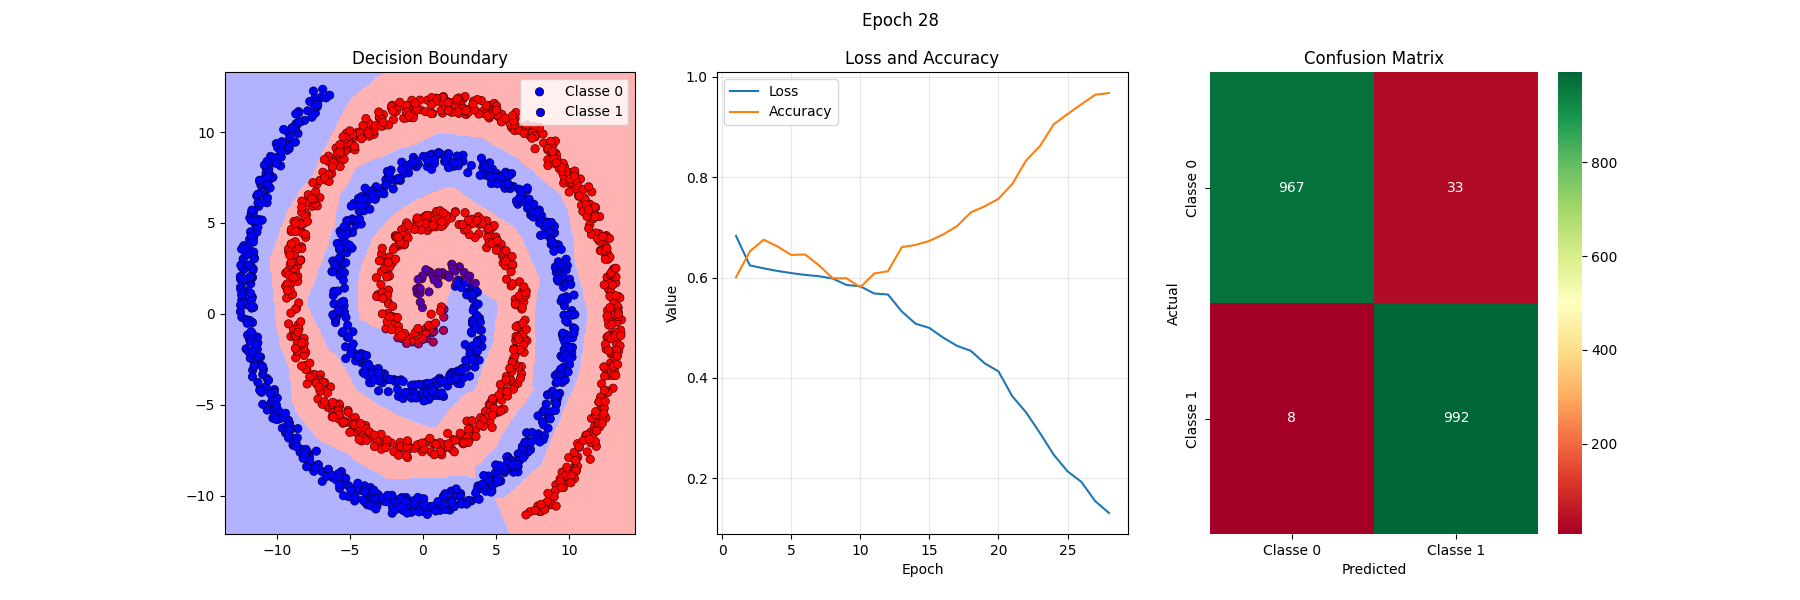 Epoch 28
Decision Boundary
Classe 0
Classe 1
10
5
0
−5
−10
−10 −5 0 5 10
Loss and Accuracy
Loss
Accuracy
Value
1.0
0.8
0.6
0.4
0.2
0 5 10 15 20 25
Epoch
Confusion Matrix
Actual
Classe 0
Classe 1
967 33
8 992
Classe 0 Classe 1
Predicted
800
600
400
200